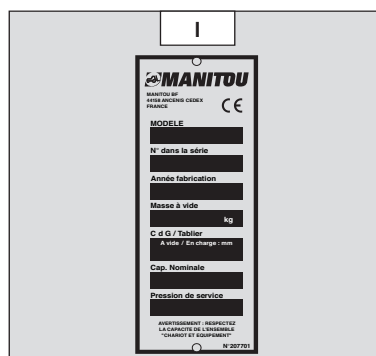 I
MANITOU
MANITOU BF
44158 ANCENIS CEDEX
FRANCE
CE
MODELE
N° dans la série
Année fabrication
Masse à vide
kg
C d G / Tablier
A vide / En charge : mm
Cap. Nominale
Pression de service
AVERTISSEMENT : RESPECTEZ
LA CAPACITE DE L'ENSEMBLE
"CHARIOT ET EQUIPEMENT"
N°207701